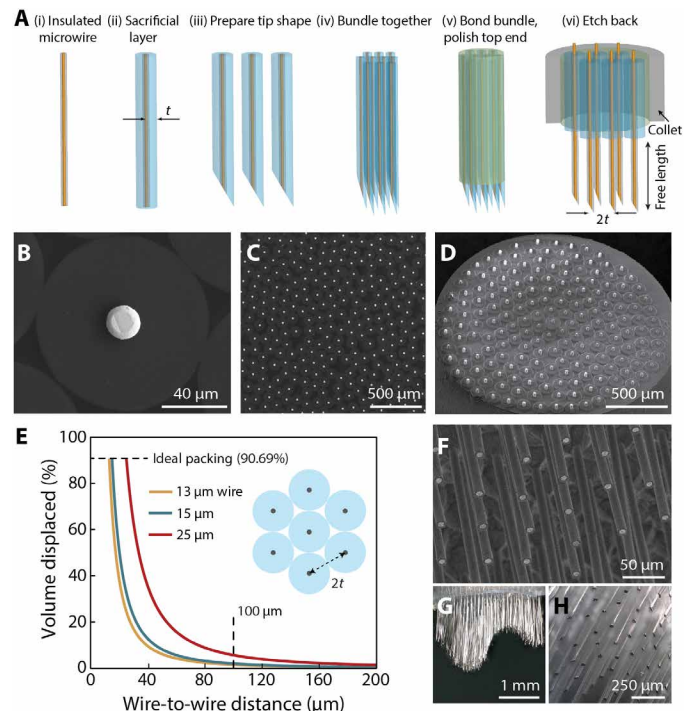 A
(i) Insulated
microwire
(ii) Sacrificial
layer
(iii) Prepare tip shape
(iv) Bundle together
(v) Bond bundle,
polish top end
(vi) Etch back
t
Collet
Free length
2t
B
40 μm
C
500 μm
D
500 μm
E
Volume displaced (%)
100
80
60
40
20
0
Ideal packing (90.69%)
13 μm wire
15 μm
25 μm
2t
100 μm
0
40
80
120
160
200
Wire-to-wire distance (μm)
F
50 μm
G
1 mm
H
250 μm